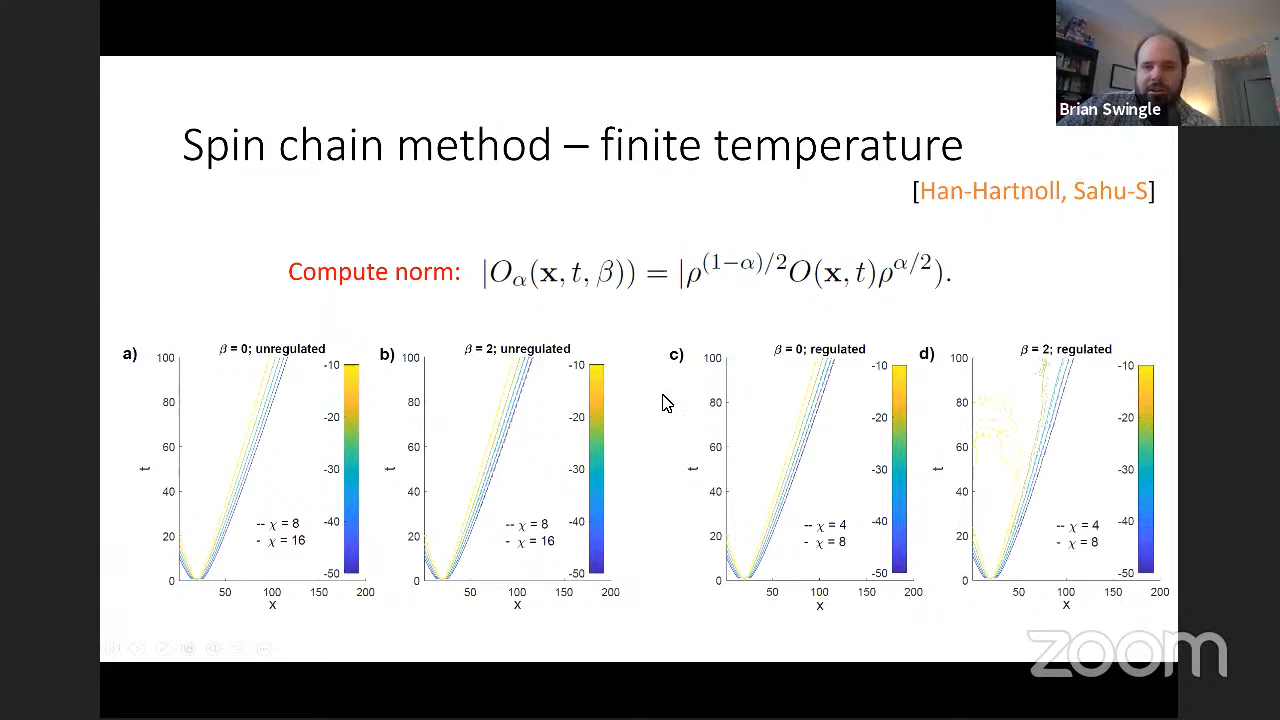 Brian Swingle
Spin chain method – finite temperature
[Han-Hartnoll, Sahu-S]
Compute norm: |O_α(x, t, β)) = |ρ^{(1−α)/2}O(x, t)ρ^{α/2}).
a) β = 0; unregulated
100
80
60
40
20
0
t
50 100 150 200
x
-- χ = 8
- χ = 16
-10
-20
-30
-40
-50
b) β = 2; unregulated
100
80
60
40
20
0
t
50 100 150 200
x
-- χ = 8
- χ = 16
-10
-20
-30
-40
-50
c) β = 0; regulated
100
80
60
40
20
0
t
50 100 150 200
x
-- χ = 4
- χ = 8
-10
-20
-30
-40
-50
d) β = 2; regulated
100
80
60
40
20
0
t
50 100 150 200
x
-- χ = 4
- χ = 8
-10
-20
-30
-40
-50
zoom